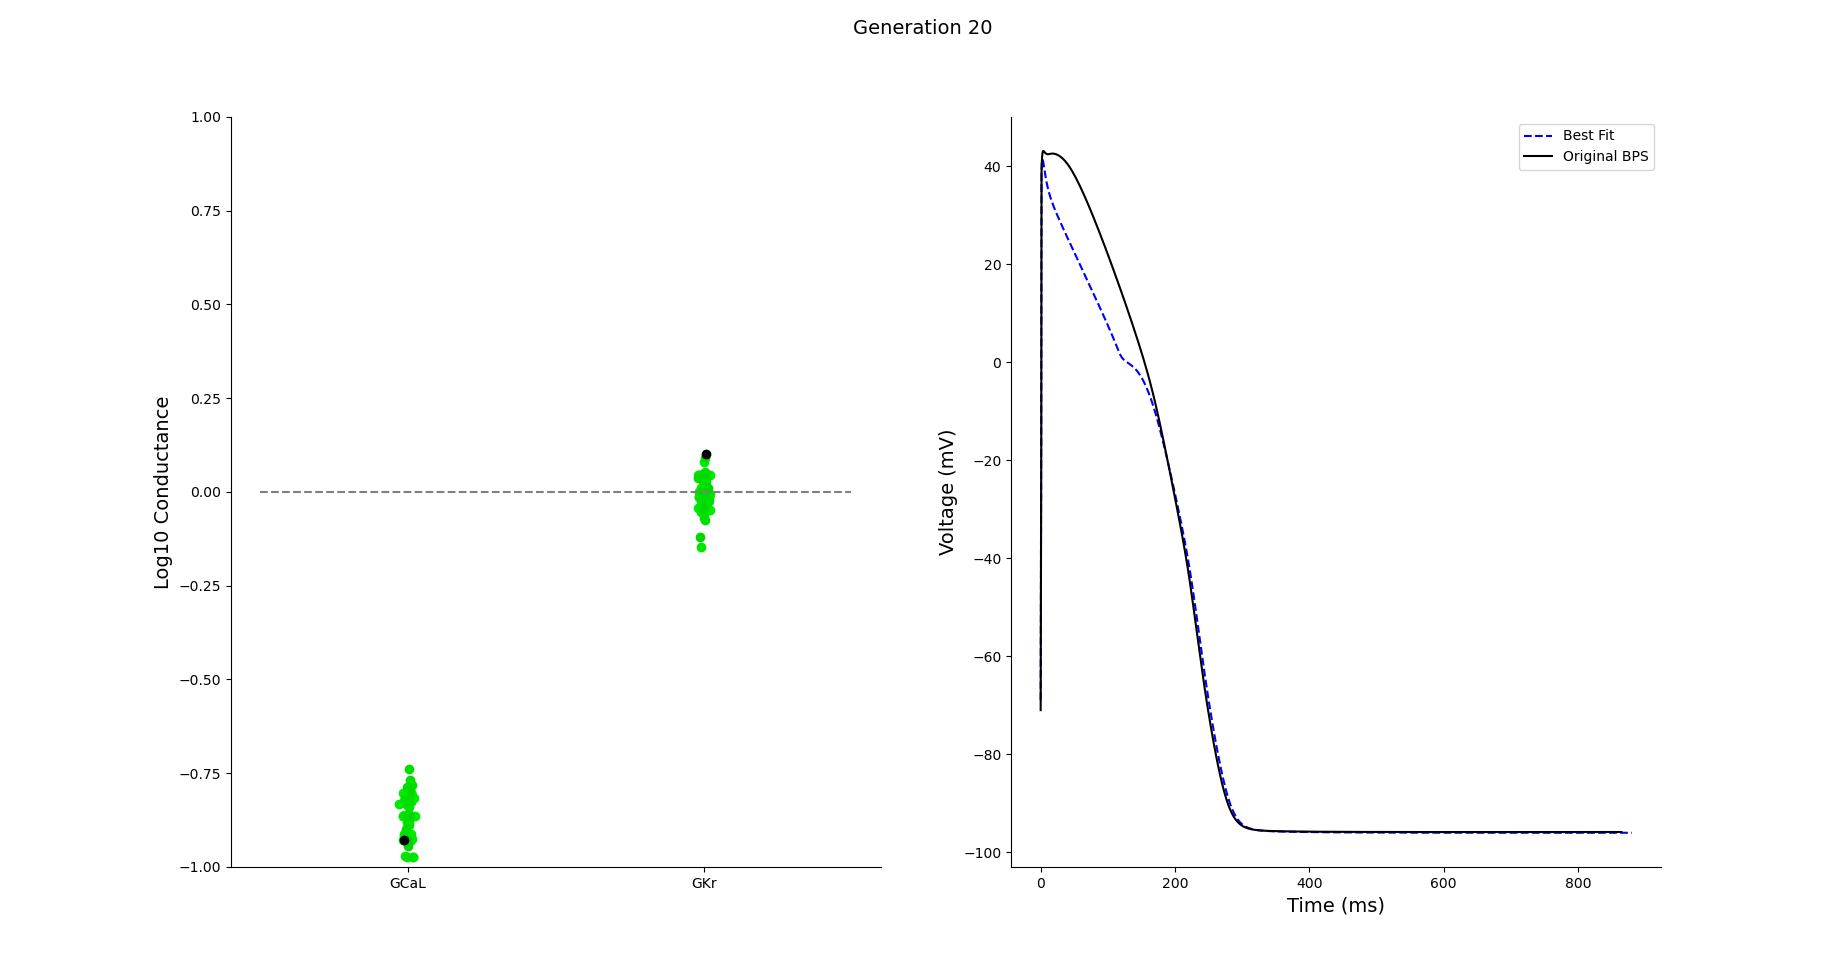 Generation 20
1.00
0.75
0.50
0.25
0.00
−0.25
−0.50
−0.75
−1.00
Log10 Conductance
GCaL GKr
Best Fit
Original BPS
40
20
0
−20
−40
−60
−80
−100
Voltage (mV)
0 200 400 600 800
Time (ms)